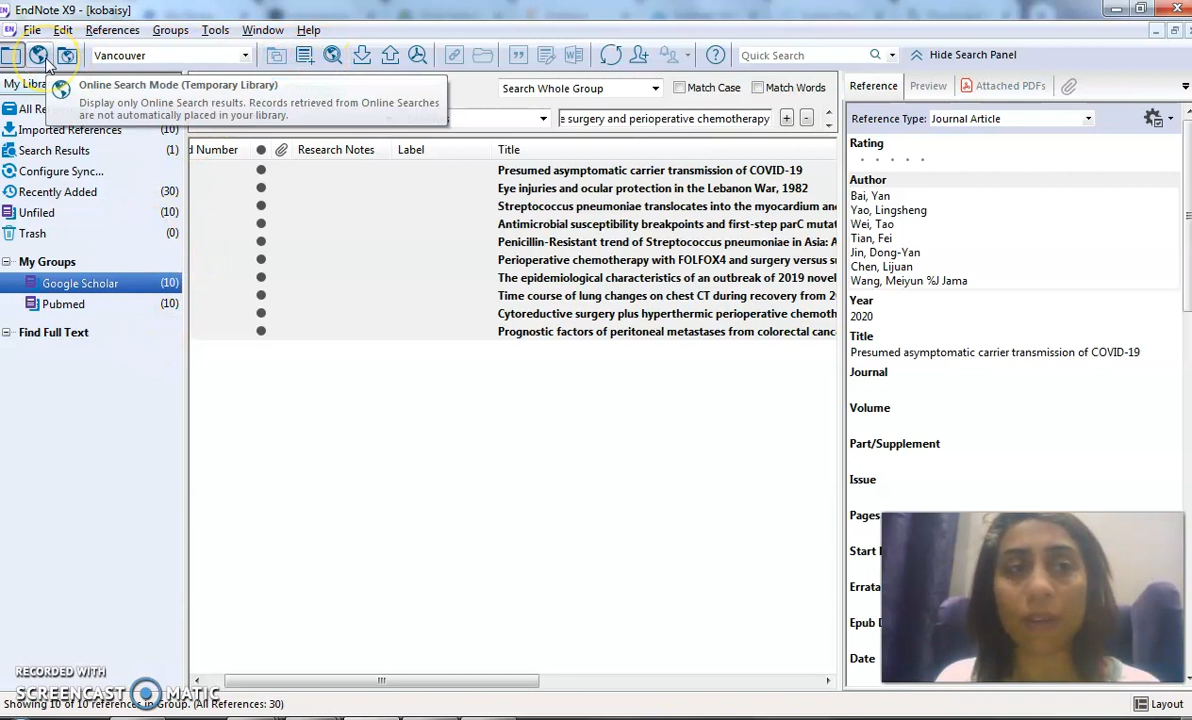 EndNote X9 - [kobaisy]
File Edit References Groups Tools Window Help
Vancouver
Quick Search
Hide Search Panel
My Libra
Online Search Mode (Temporary Library)
Display only Online Search results. Records retrieved from Online Searches
are not automatically placed in your library.
Search Whole Group
Match Case
Match Words
e surgery and perioperative chemotherapy
All Re
Imported References (10)
Search Results (1)
Configure Sync...
Recently Added (30)
Unfiled (10)
Trash (0)
My Groups
Google Scholar (10)
Pubmed (10)
Find Full Text
d Number Research Notes Label Title
Presumed asymptomatic carrier transmission of COVID-19
Eye injuries and ocular protection in the Lebanon War, 1982
Streptococcus pneumoniae translocates into the myocardium an
Antimicrobial susceptibility breakpoints and first-step parC mutat
Penicillin-Resistant trend of Streptococcus pneumoniae in Asia: A
Perioperative chemotherapy with FOLFOX4 and surgery versus s
The epidemiological characteristics of an outbreak of 2019 novel
Time course of lung changes on chest CT during recovery from 20
Cytoreductive surgery plus hyperthermic perioperative chemoth
Prognostic factors of peritoneal metastases from colorectal canc
Reference Preview Attached PDFs
Reference Type: Journal Article
Rating
Author
Bai, Yan
Yao, Lingsheng
Wei, Tao
Tian, Fei
Jin, Dong-Yan
Chen, Lijuan
Wang, Meiyun %J Jama
Year
2020
Title
Presumed asymptomatic carrier transmission of COVID-19
Journal
Volume
Part/Supplement
Issue
Pages
Start
Errata
Epub D
Date
RECORDED WITH
SCREENCAST MATIC
Showing 10 of 10 references in Group. (All References: 30)
Layout